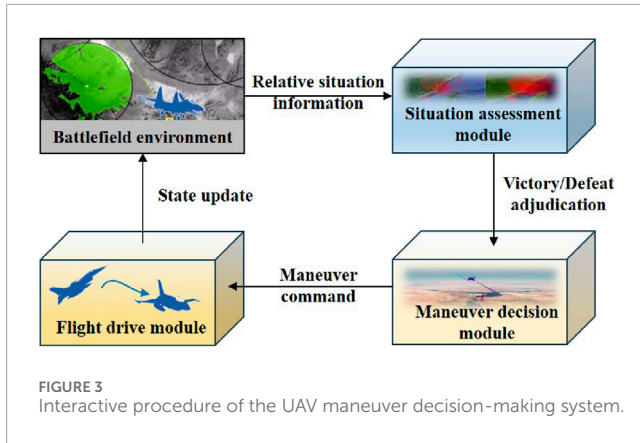 Relative situation
information
Battlefield environment
Situation assessment
module
State update
Victory/Defeat
adjudication
Maneuver
command
Flight drive module
Maneuver decision
module
FIGURE 3
Interactive procedure of the UAV maneuver decision-making system.